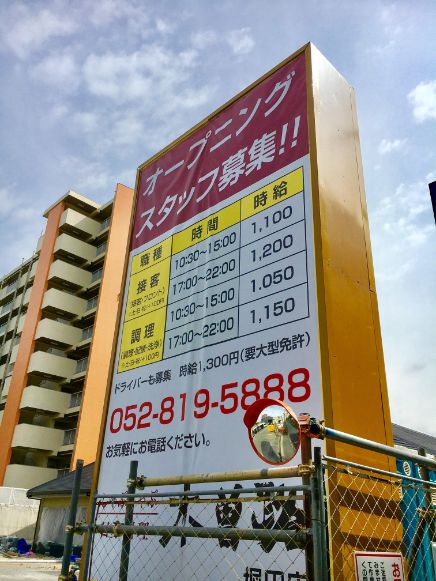 オープニング
スタッフ募集!!
職種 時間 時給
接客 10:30~15:00 1,100
17:00~22:00 1,200
調理 10:30~15:00 1.050
17:00~22:00 1,150
ドライバーも募集 時給1,300円(要大型免許)
052-819-5888
お気軽にお電話ください。
堀田店